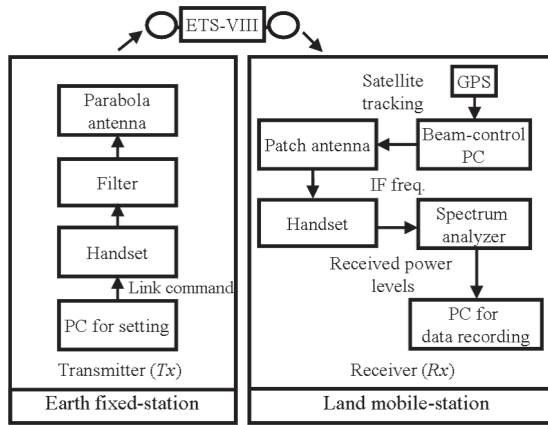 ETS-VIII
Parabola
antenna
Filter
Handset
Link command
PC for setting
Transmitter (Tx)
Earth fixed-station
Satellite
tracking
GPS
Patch antenna
Beam-control
PC
IF freq.
Handset
Spectrum
analyzer
Received power
levels
PC for
data recording
Receiver (Rx)
Land mobile-station